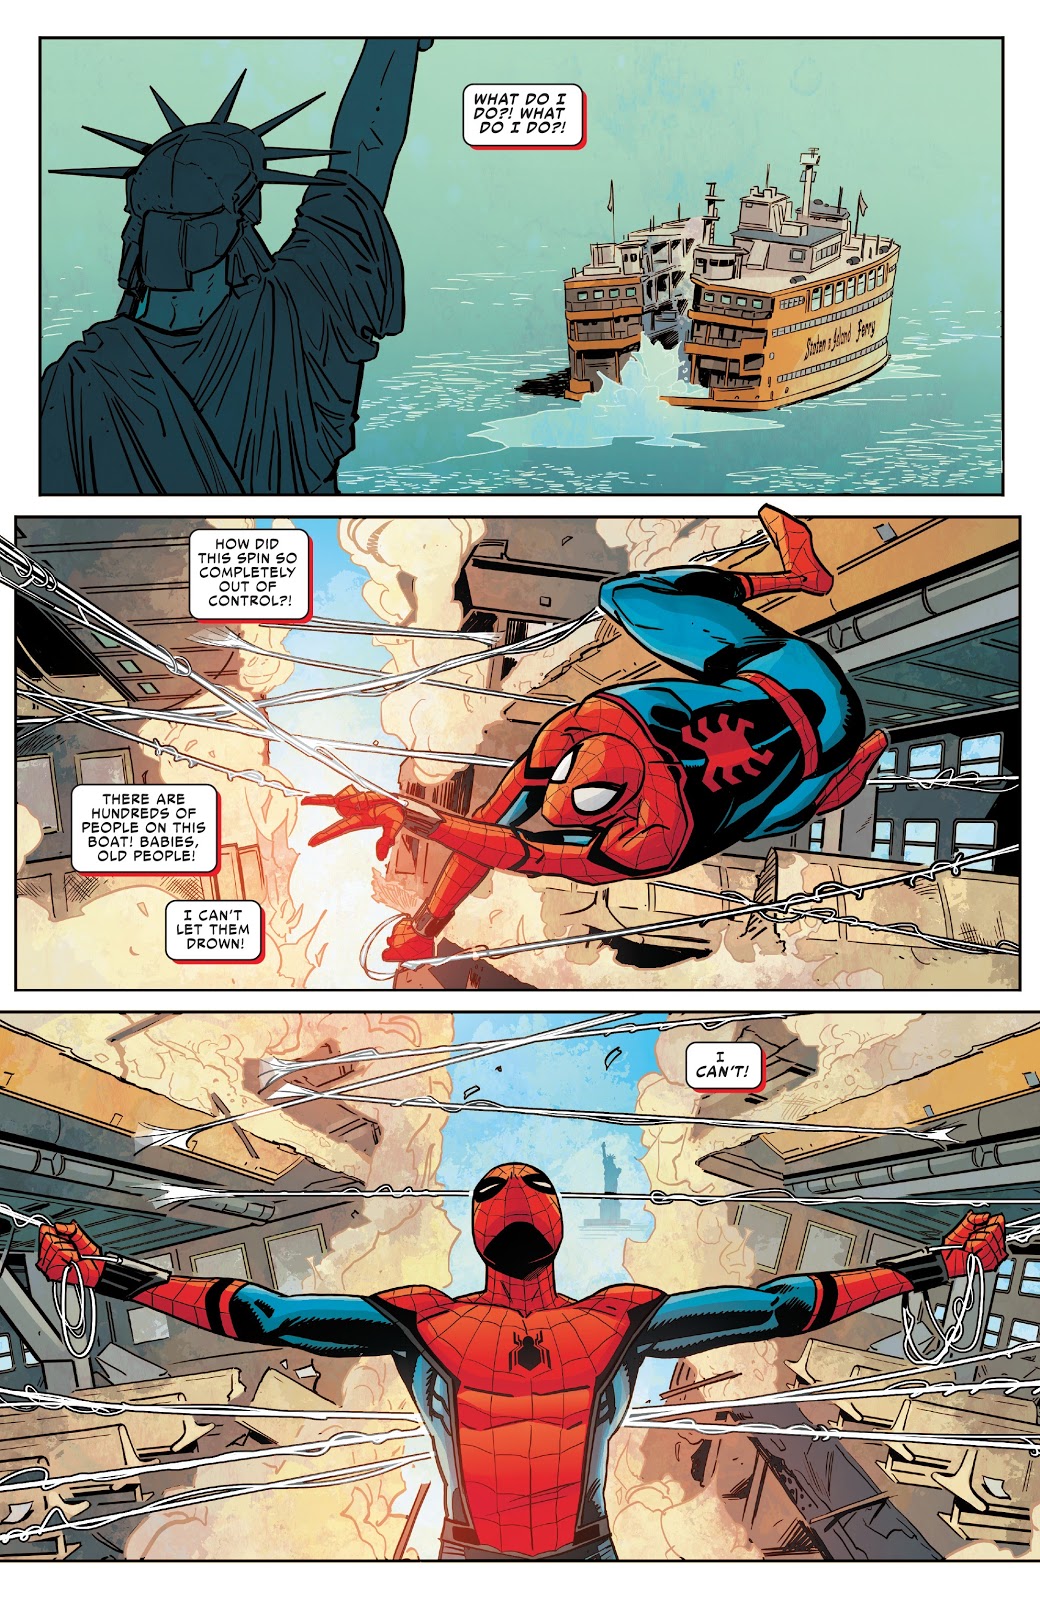 WHAT DO I
DO?! WHAT
DO I DO?!
Staten Island Ferry
HOW DID
THIS SPIN SO
COMPLETELY
OUT OF
CONTROL?!
THERE ARE
HUNDREDS OF
PEOPLE ON THIS
BOAT! BABIES,
OLD PEOPLE!
I CAN'T
LET THEM
DROWN!
I
CAN'T!